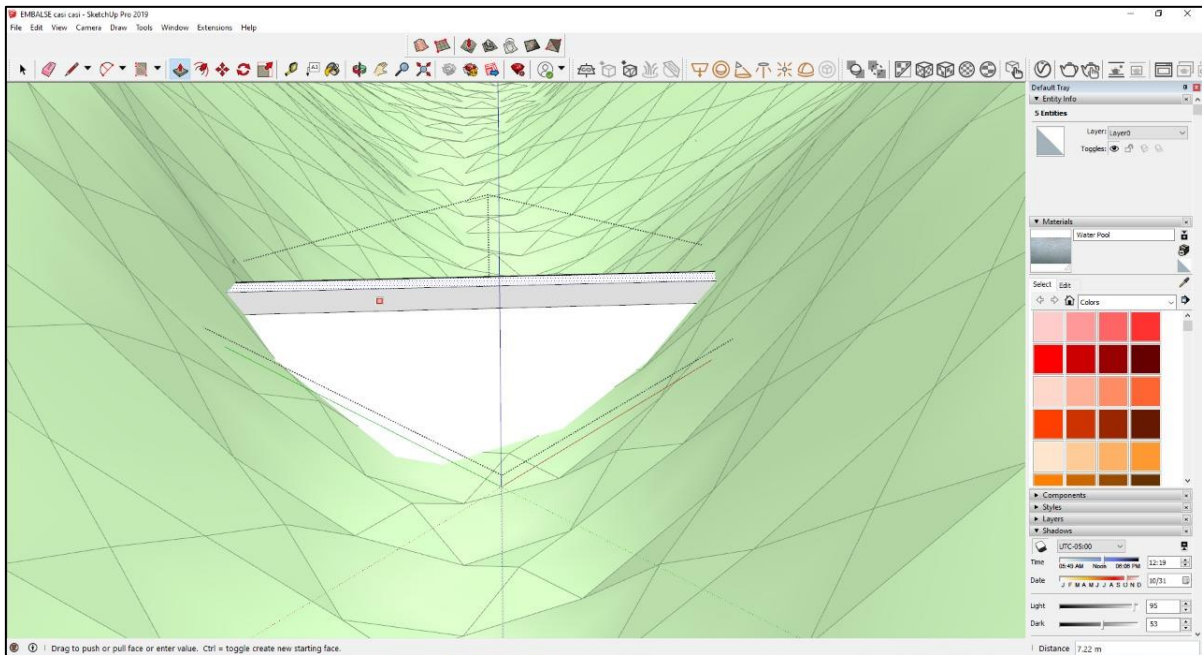 EMBALSE casi casi - SketchUp Pro 2019
File Edit View Camera Draw Tools Window Extensions Help
Default Tray
Entity Info
5 Entities
Layer: Layer0
Toggles:
Materials
Water Pool
Select Edit
Colors
Components
Styles
Layers
Shadows
UTC-05:00
Time 05:43 AM Noon 06:06 PM 12:19
Date J F M A M J J A S O N D 10/31
Light 95
Dark 53
Drag to push or pull face or enter value. Ctrl = toggle create new starting face.
Distance 7.22 m